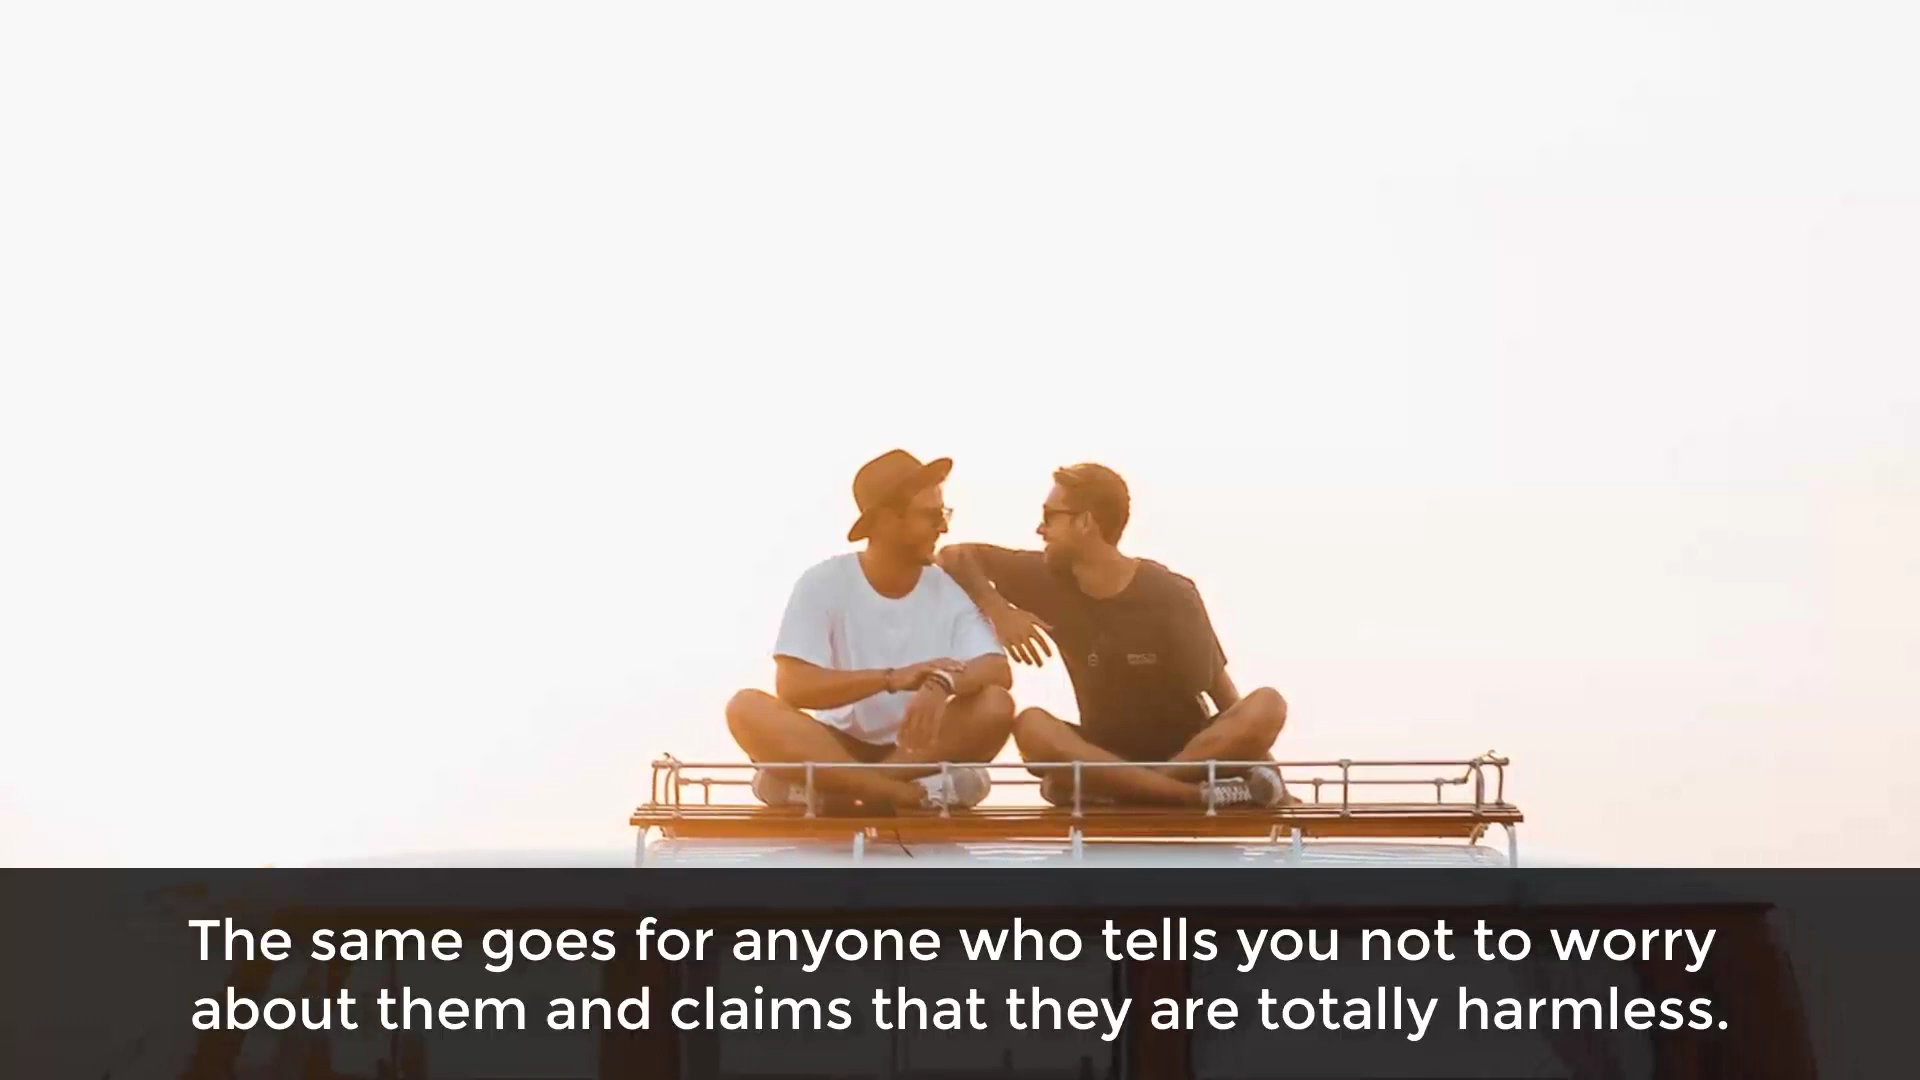 The same goes for anyone who tells you not to worry
about them and claims that they are totally harmless.